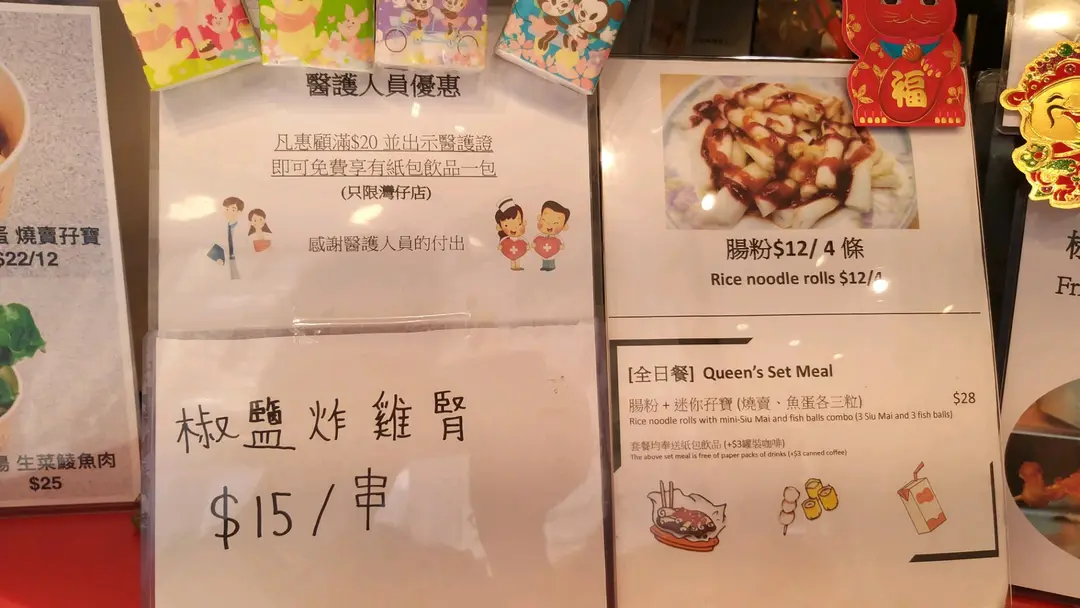 燒賣孖寶
$22/12
生菜鯪魚肉
$25
醫護人員優惠
凡惠顧滿$20 並出示醫護證
即可免費享有紙包飲品一包
(只限灣仔店)
感謝醫護人員的付出
椒鹽炸雞腎
$15/串
福
腸粉$12/ 4 條
Rice noodle rolls $12/4
[全日餐] Queen's Set Meal
腸粉 + 迷你孖寶 (燒賣、魚蛋各三粒) $28
Rice noodle rolls with mini-Siu Mai and fish balls combo (3 Siu Mai and 3 fish balls)
套餐均奉送紙包飲品 (+$3罐裝咖啡)
The above set meal is free of paper packs of drinks (+$3 canned coffee)